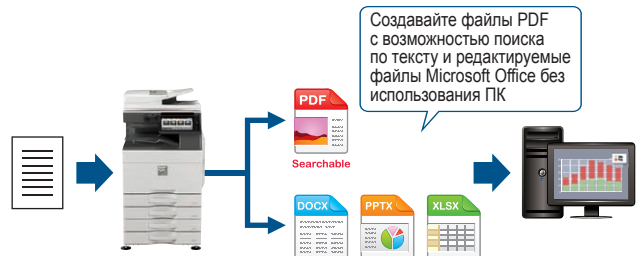 Создавайте файлы PDF
с возможностью поиска
по тексту и редактируемые
файлы Microsoft Office без
использования ПК
PDF
Searchable
DOCX
PPTX
XLSX